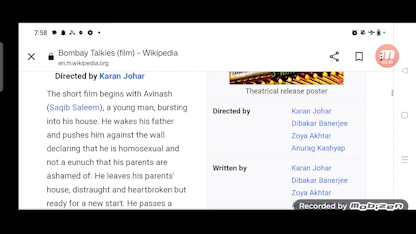 7:58
Bombay Talkies (film) - Wikipedia
en.m.wikipedia.org
Directed by Karan Johar
The short film begins with Avinash
(Saqib Saleem), a young man, bursting
into his house. He wakes his father
and pushes him against the wall
declaring that he is homosexual and
not a eunuch that his parents are
ashamed of. He leaves his parents'
house, distraught and heartbroken but
ready for a new start. He passes a
Theatrical release poster
Directed by
Karan Johar
Dibakar Banerjee
Zoya Akhtar
Anurag Kashyap
Written by
Karan Johar
Dibakar Banerjee
Zoya
Recorded by Mobizen